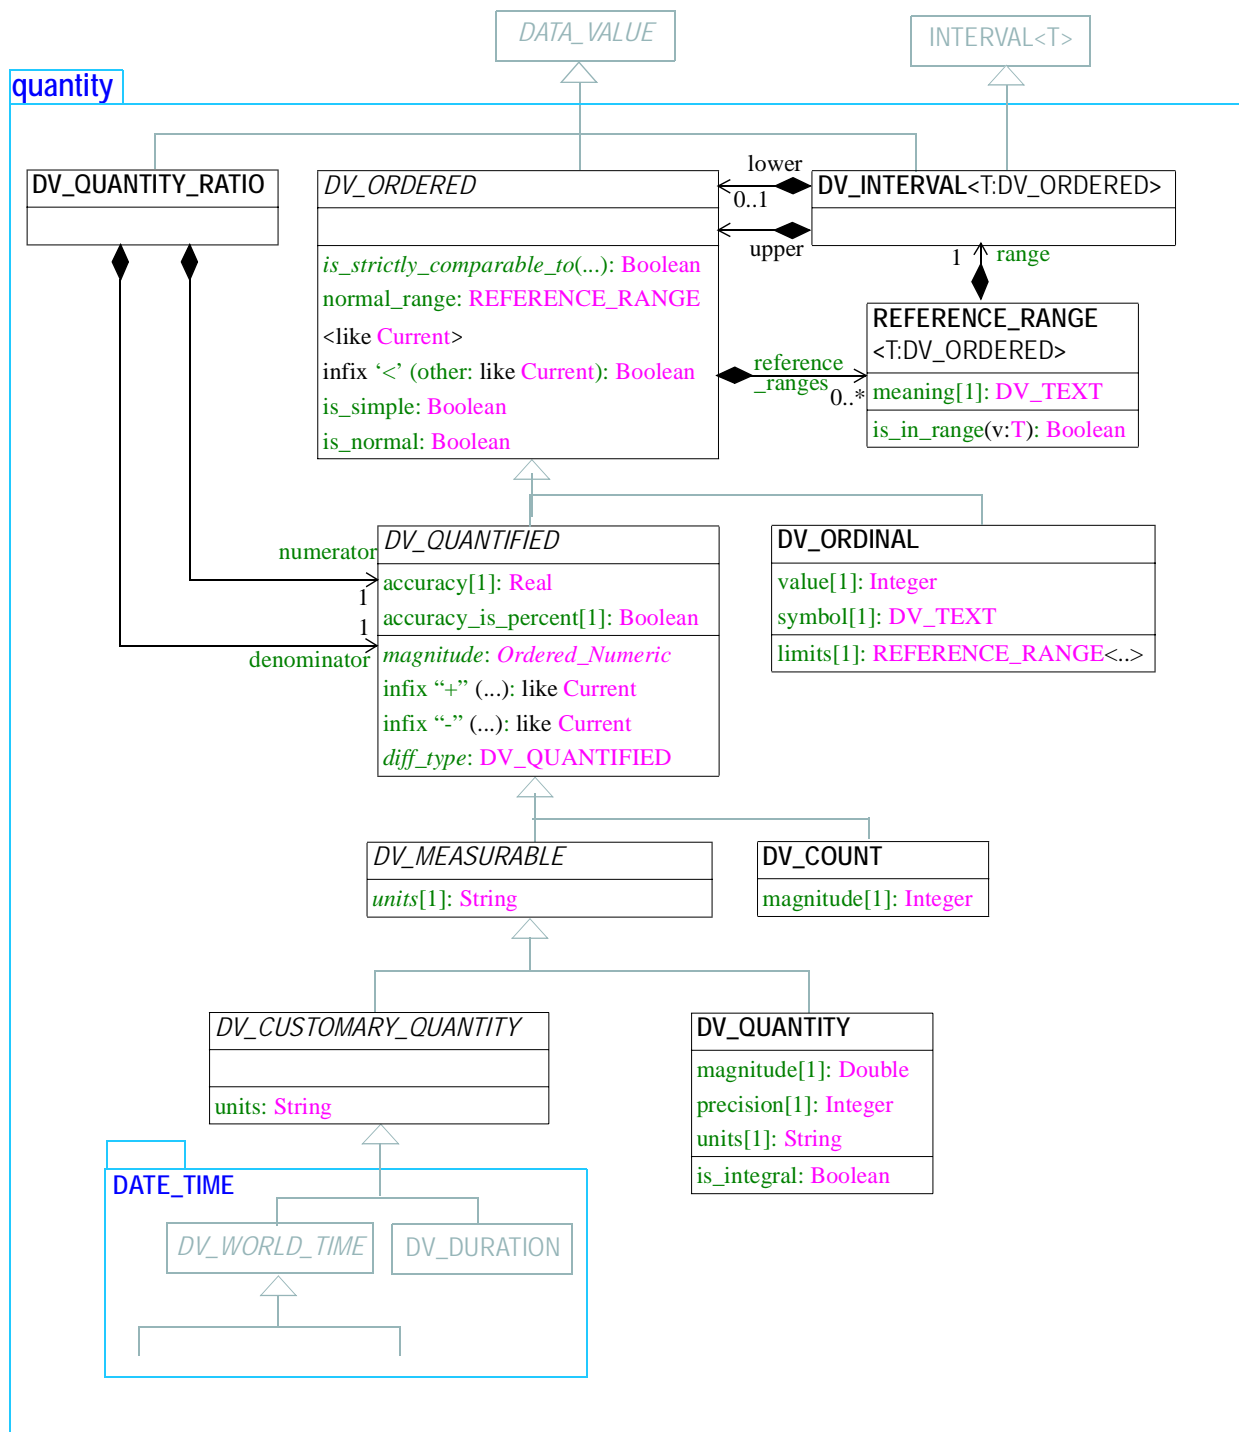 DATA_VALUE
INTERVAL<T>
quantity
DV_QUANTITY_RATIO
DV_ORDERED
is_strictly_comparable_to(...): Boolean
normal_range: REFERENCE_RANGE
<like Current>
infix ‘<’ (other: like Current): Boolean
is_simple: Boolean
is_normal: Boolean
lower
0..1
upper
DV_INTERVAL<T:DV_ORDERED>
1
range
REFERENCE_RANGE
<T:DV_ORDERED>
meaning[1]: DV_TEXT
is_in_range(v:T): Boolean
reference
_ranges
0..*
numerator
1
1
denominator
DV_QUANTIFIED
accuracy[1]: Real
accuracy_is_percent[1]: Boolean
magnitude: Ordered_Numeric
infix “+” (...): like Current
infix “-” (...): like Current
diff_type: DV_QUANTIFIED
DV_ORDINAL
value[1]: Integer
symbol[1]: DV_TEXT
limits[1]: REFERENCE_RANGE<..>
DV_MEASURABLE
units[1]: String
DV_COUNT
magnitude[1]: Integer
DV_CUSTOMARY_QUANTITY
units: String
DV_QUANTITY
magnitude[1]: Double
precision[1]: Integer
units[1]: String
is_integral: Boolean
DATE_TIME
DV_WORLD_TIME
DV_DURATION